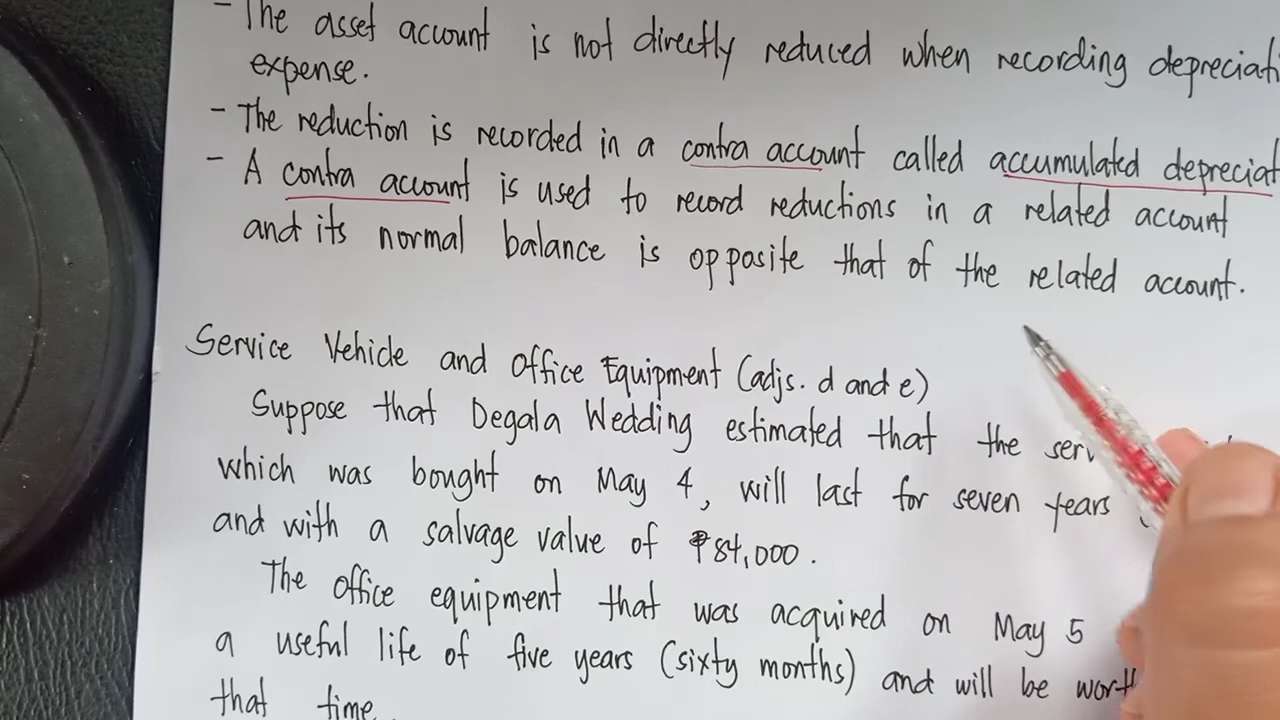 - The asset account is not directly reduced when recording depreciati
expense.
- The reduction is recorded in a contra account called accumulated depreciat
- A contra account is used to record reductions in a related account
and its normal balance is opposite that of the related account.
Service Vehicle and Office Equipment (adjs. d and e)
Suppose that Degala Wedding estimated that the serv
which was bought on May 4, will last for seven years
and with a salvage value of ₱84,000.
The office equipment that was acquired on May 5
a useful life of five years (sixty months) and will be worth
that time